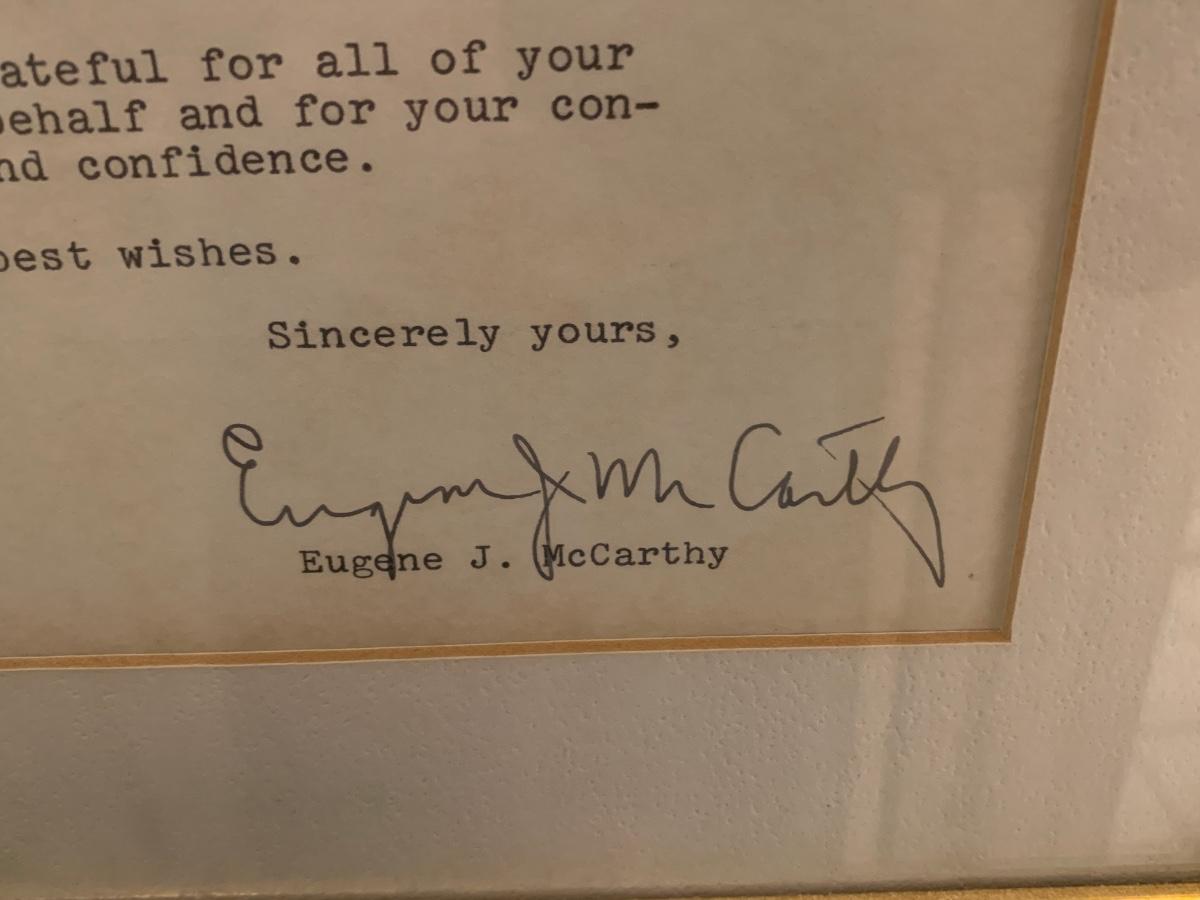 ateful for all of your
behalf and for your con-
nd confidence.
best wishes.
Sincerely yours,
Eugene J McCarthy
Eugene J. McCarthy